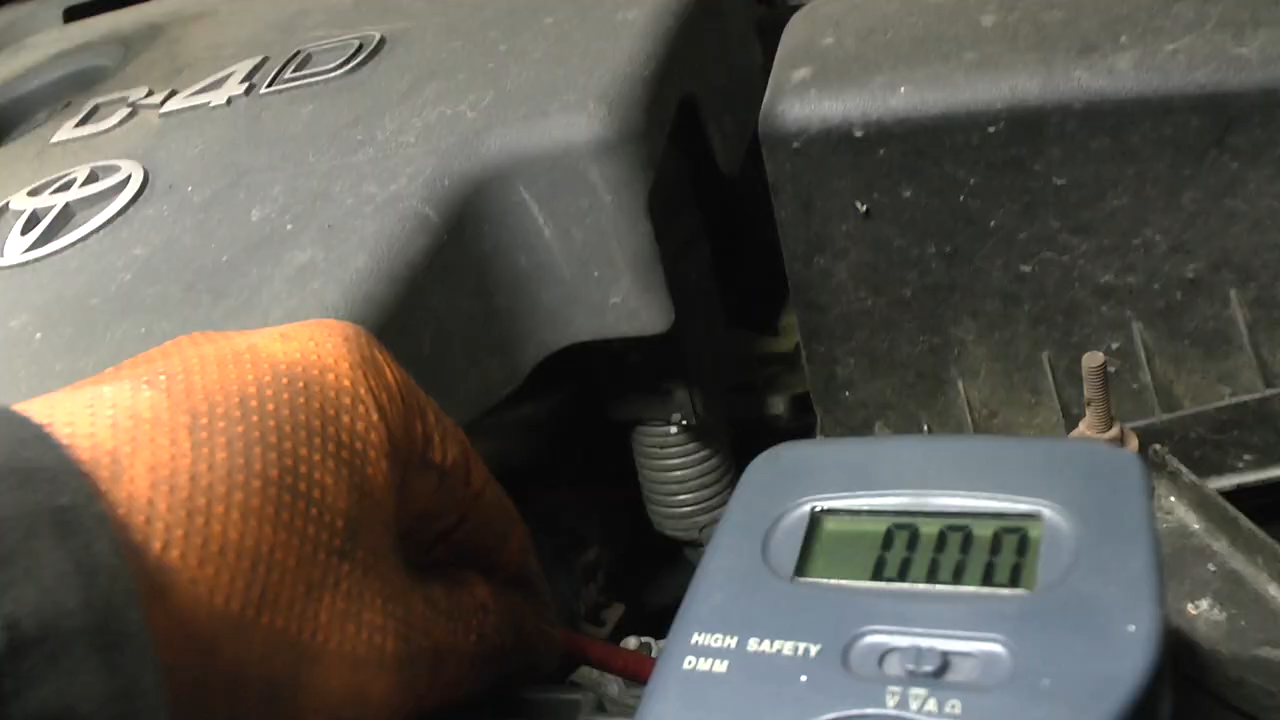 D-4D
000
HIGH SAFETY
DMM
V V A Ω